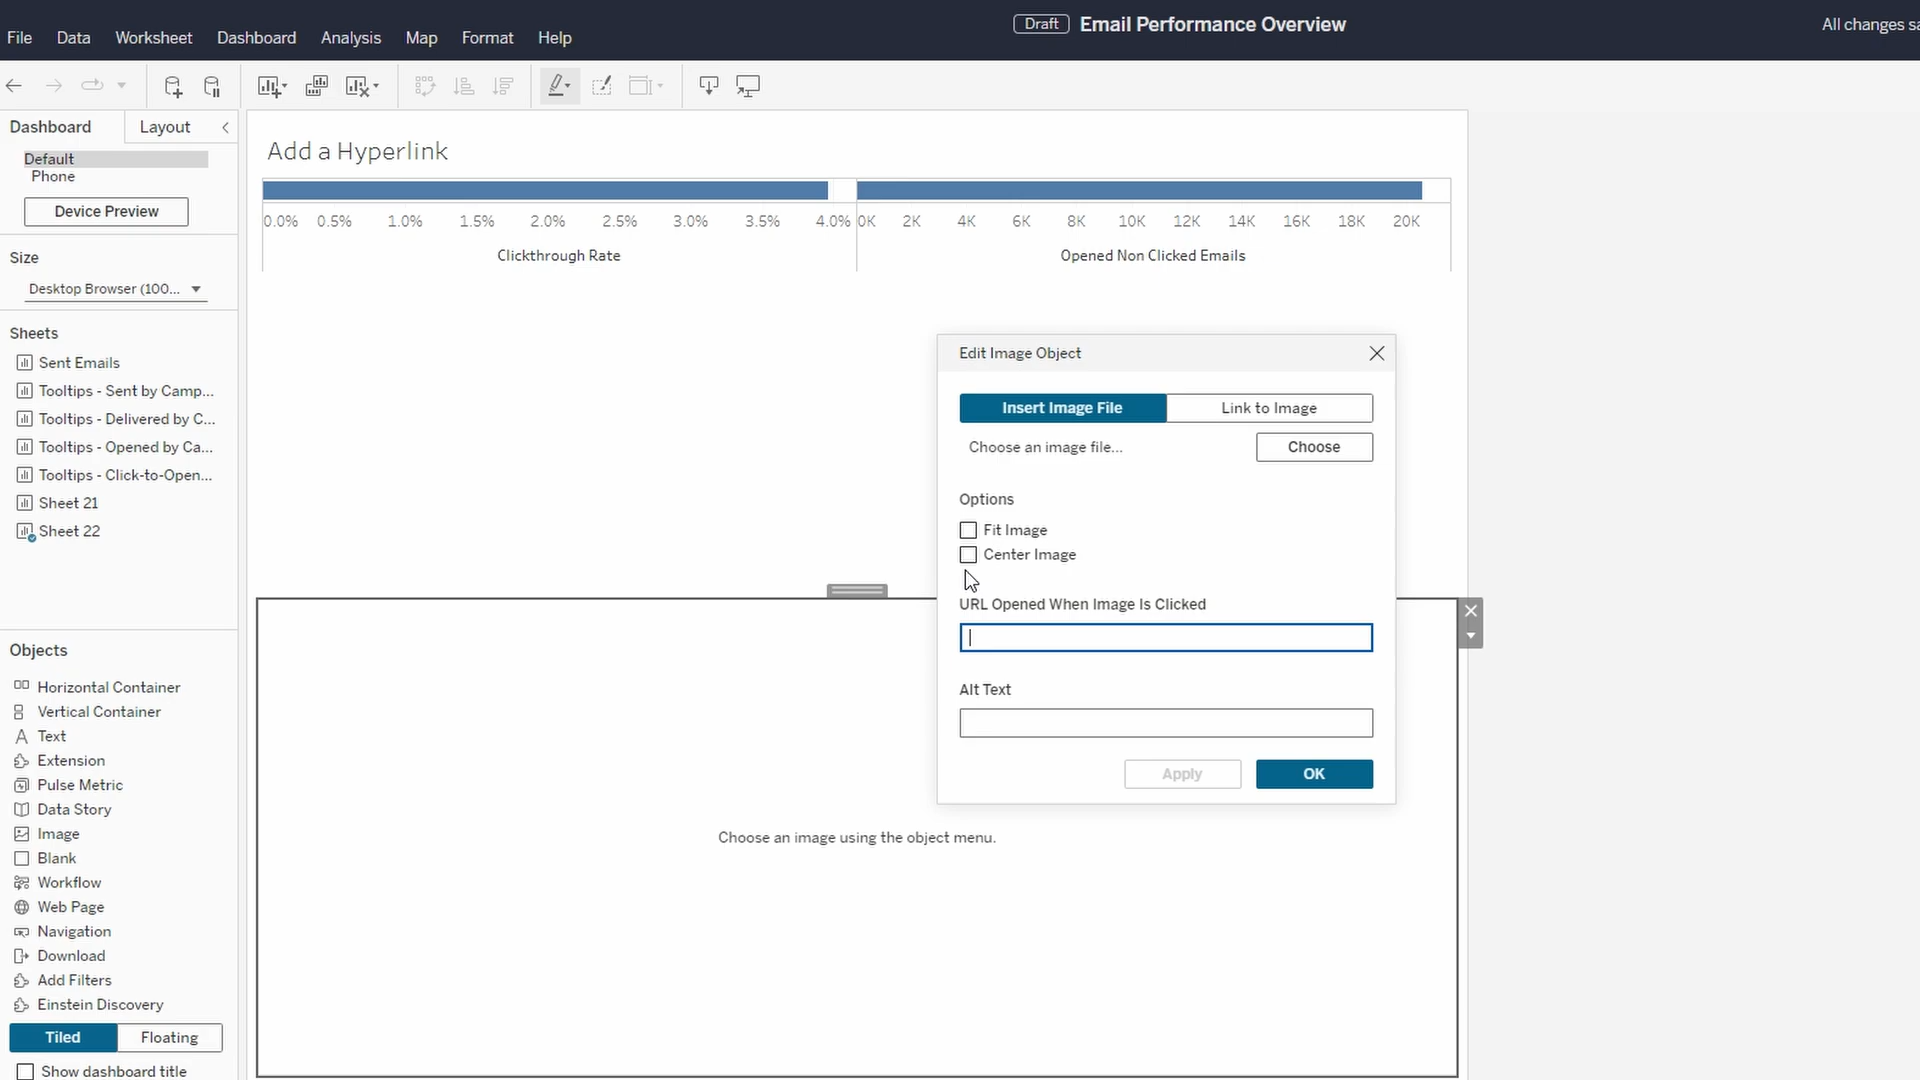 Draft Email Performance Overview
All changes sa
File Data Worksheet Dashboard Analysis Map Format Help
Dashboard Layout
Default
Phone
Device Preview
Size
Desktop Browser (100...
Sheets
Sent Emails
Tooltips - Sent by Camp...
Tooltips - Delivered by C...
Tooltips - Opened by Ca...
Tooltips - Click-to-Open...
Sheet 21
Sheet 22
Objects
Horizontal Container
Vertical Container
Text
Extension
Pulse Metric
Data Story
Image
Blank
Workflow
Web Page
Navigation
Download
Add Filters
Einstein Discovery
Tiled Floating
Show dashboard title
Add a Hyperlink
0.0% 0.5% 1.0% 1.5% 2.0% 2.5% 3.0% 3.5% 4.0% 0K 2K 4K 6K 8K 10K 12K 14K 16K 18K 20K
Clickthrough Rate Opened Non Clicked Emails
Edit Image Object
Insert Image File Link to Image
Choose an image file... Choose
Options
Fit Image
Center Image
URL Opened When Image Is Clicked
Alt Text
Apply OK
Choose an image using the object menu.